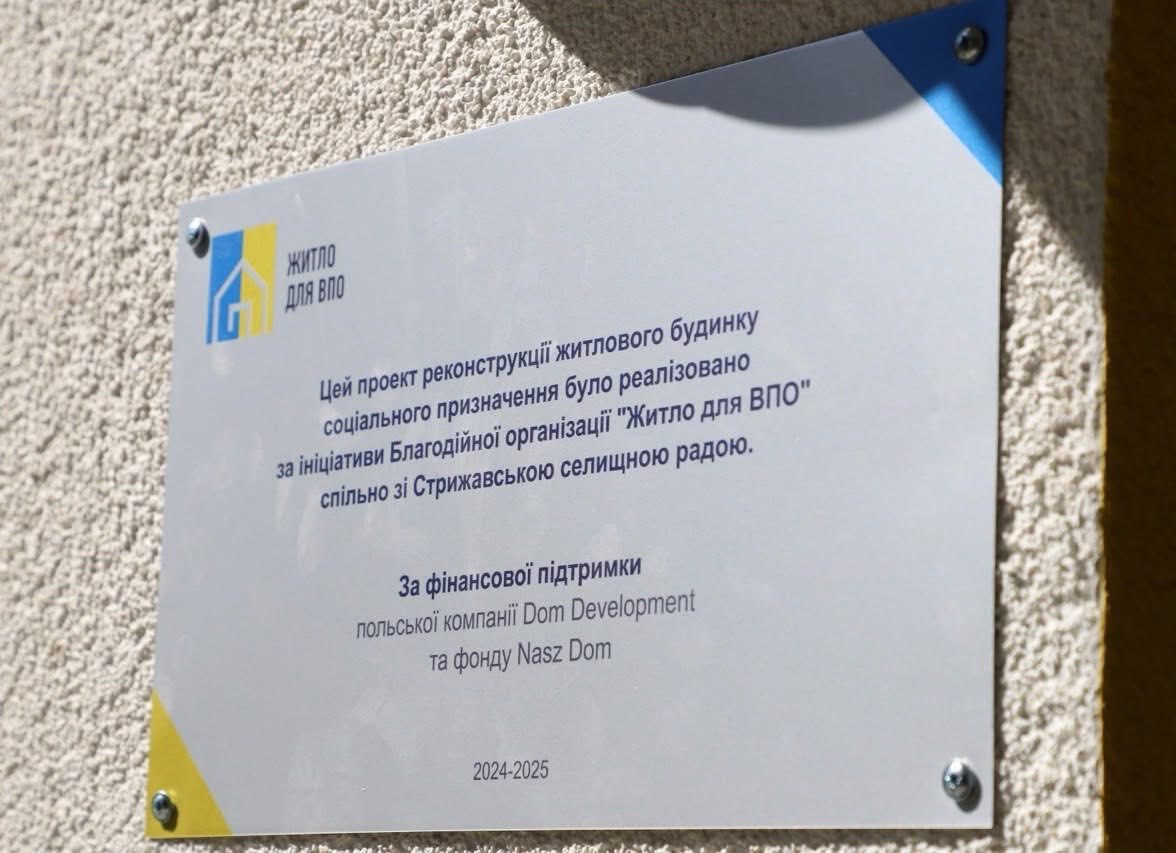 ЖИТЛО
ДЛЯ ВПО
Цей проект реконструкції житлового будинку
соціального призначення було реалізовано
за ініціативи Благодійної організації "Житло для ВПО"
спільно зі Стрижавською селищною радою.
За фінансової підтримки
польської компанії Dom Development
та фонду Nasz Dom
2024-2025